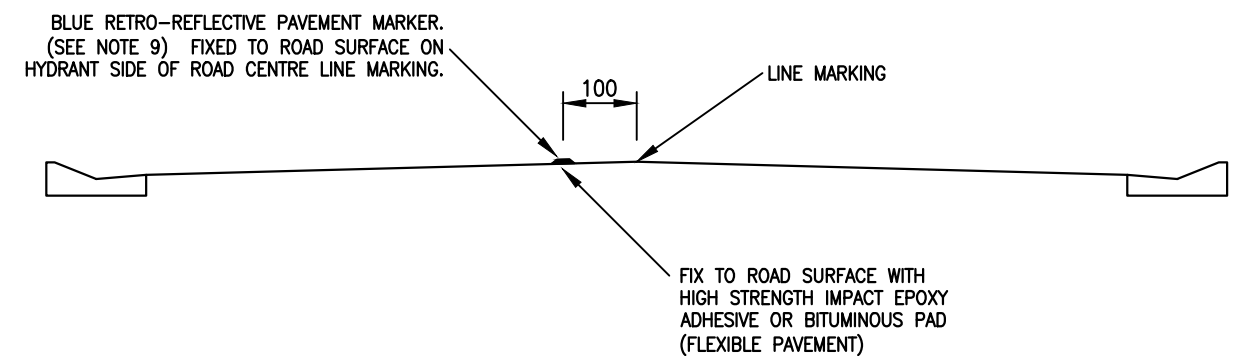 BLUE RETRO-REFLECTIVE PAVEMENT MARKER.
(SEE NOTE 9) FIXED TO ROAD SURFACE ON
HYDRANT SIDE OF ROAD CENTRE LINE MARKING.
100
LINE MARKING
FIX TO ROAD SURFACE WITH
HIGH STRENGTH IMPACT EPOXY
ADHESIVE OR BITUMINOUS PAD
(FLEXIBLE PAVEMENT)